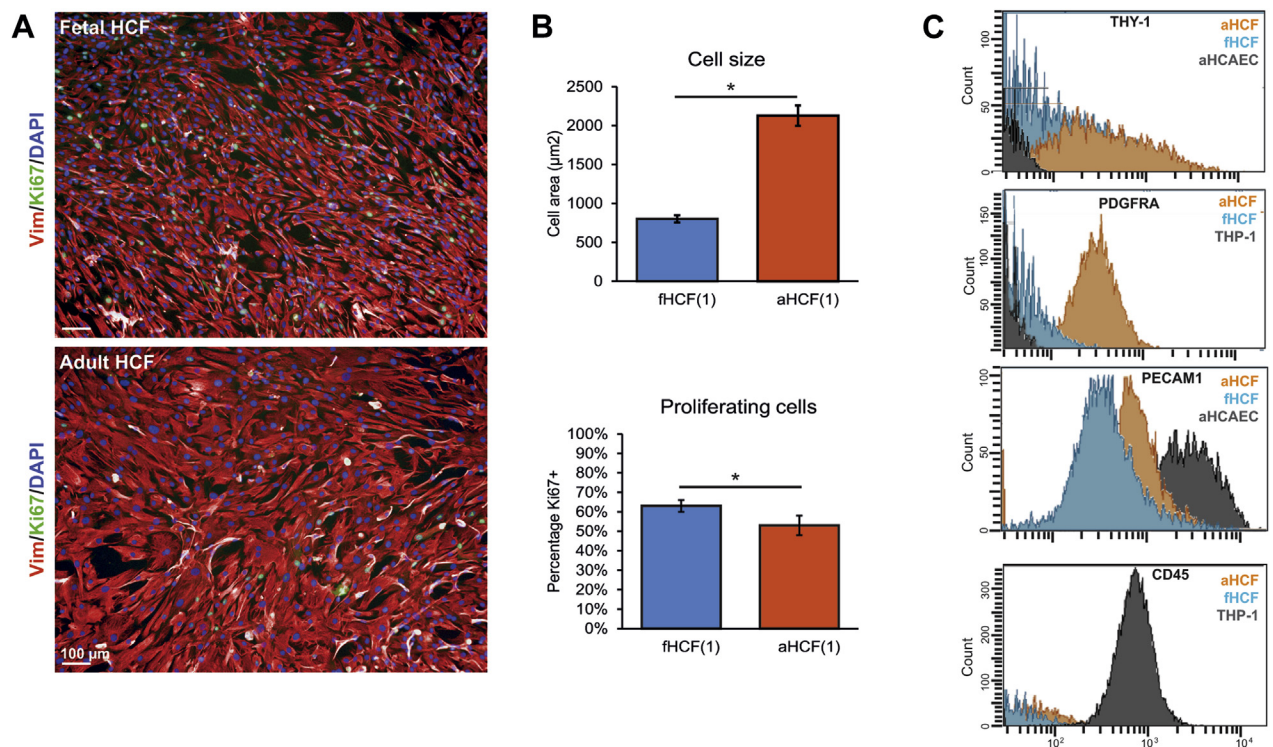 A
Fetal HCF
Vim/Ki67/DAPI
Adult HCF
Vim/Ki67/DAPI
100 µm
B
Cell size
*
2500
2000
1500
1000
500
0
Cell area (µm2)
fHCF(1)
aHCF(1)
Proliferating cells
*
100%
90%
80%
70%
60%
50%
40%
30%
20%
10%
0%
Percentage Ki67+
fHCF(1)
aHCF(1)
C
THY-1
aHCF
fHCF
aHCAEC
Count
100
50
0
PDGFRA
aHCF
fHCF
THP-1
Count
150
100
50
0
PECAM1
aHCF
fHCF
aHCAEC
Count
100
50
0
CD45
aHCF
fHCF
THP-1
Count
300
200
100
0
10²
10³
10⁴